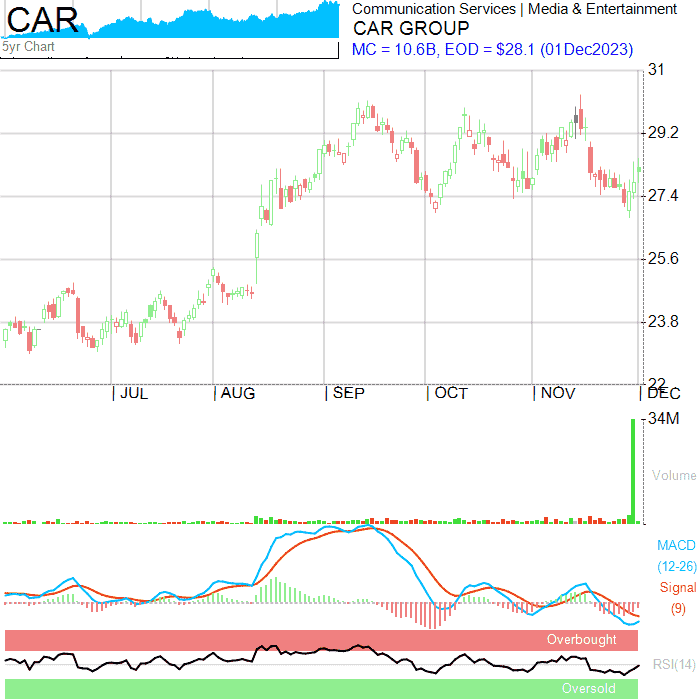 CAR
Communication Services | Media & Entertainment
CAR GROUP
5yr Chart
MC = 10.6B, EOD = $28.1 (01Dec2023)
31
29.2
27.4
25.6
23.8
22
JUL
AUG
SEP
OCT
NOV
DEC
34M
Volume
MACD
(12-26)
Signal
(9)
Overbought
RSI(14)
Oversold